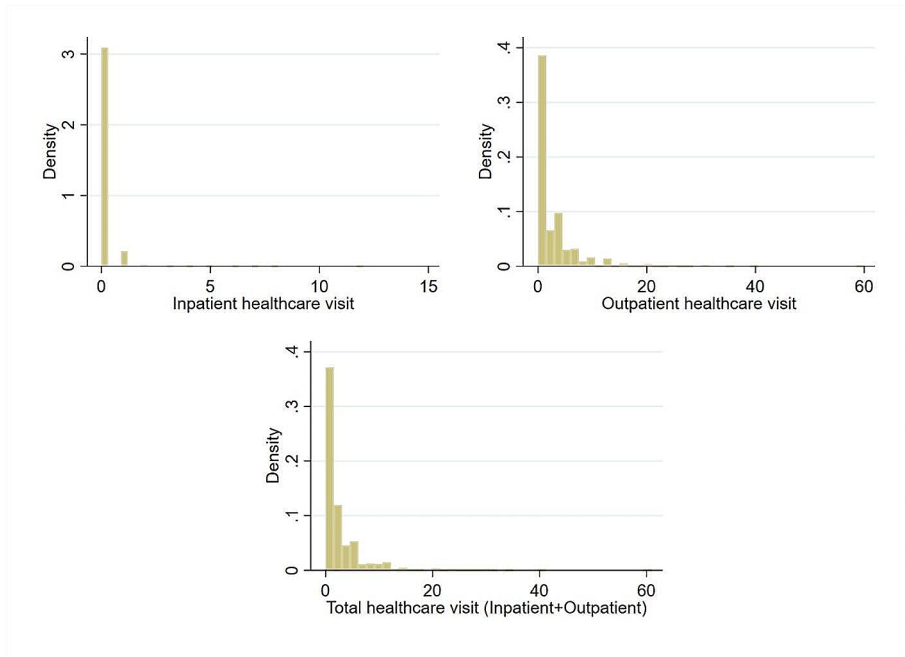 3
2
1
0
Density
0 5 10 15
Inpatient healthcare visit
.4
.3
.2
.1
0
Density
0 20 40 60
Outpatient healthcare visit
.4
.3
.2
.1
0
Density
0 20 40 60
Total healthcare visit (Inpatient+Outpatient)